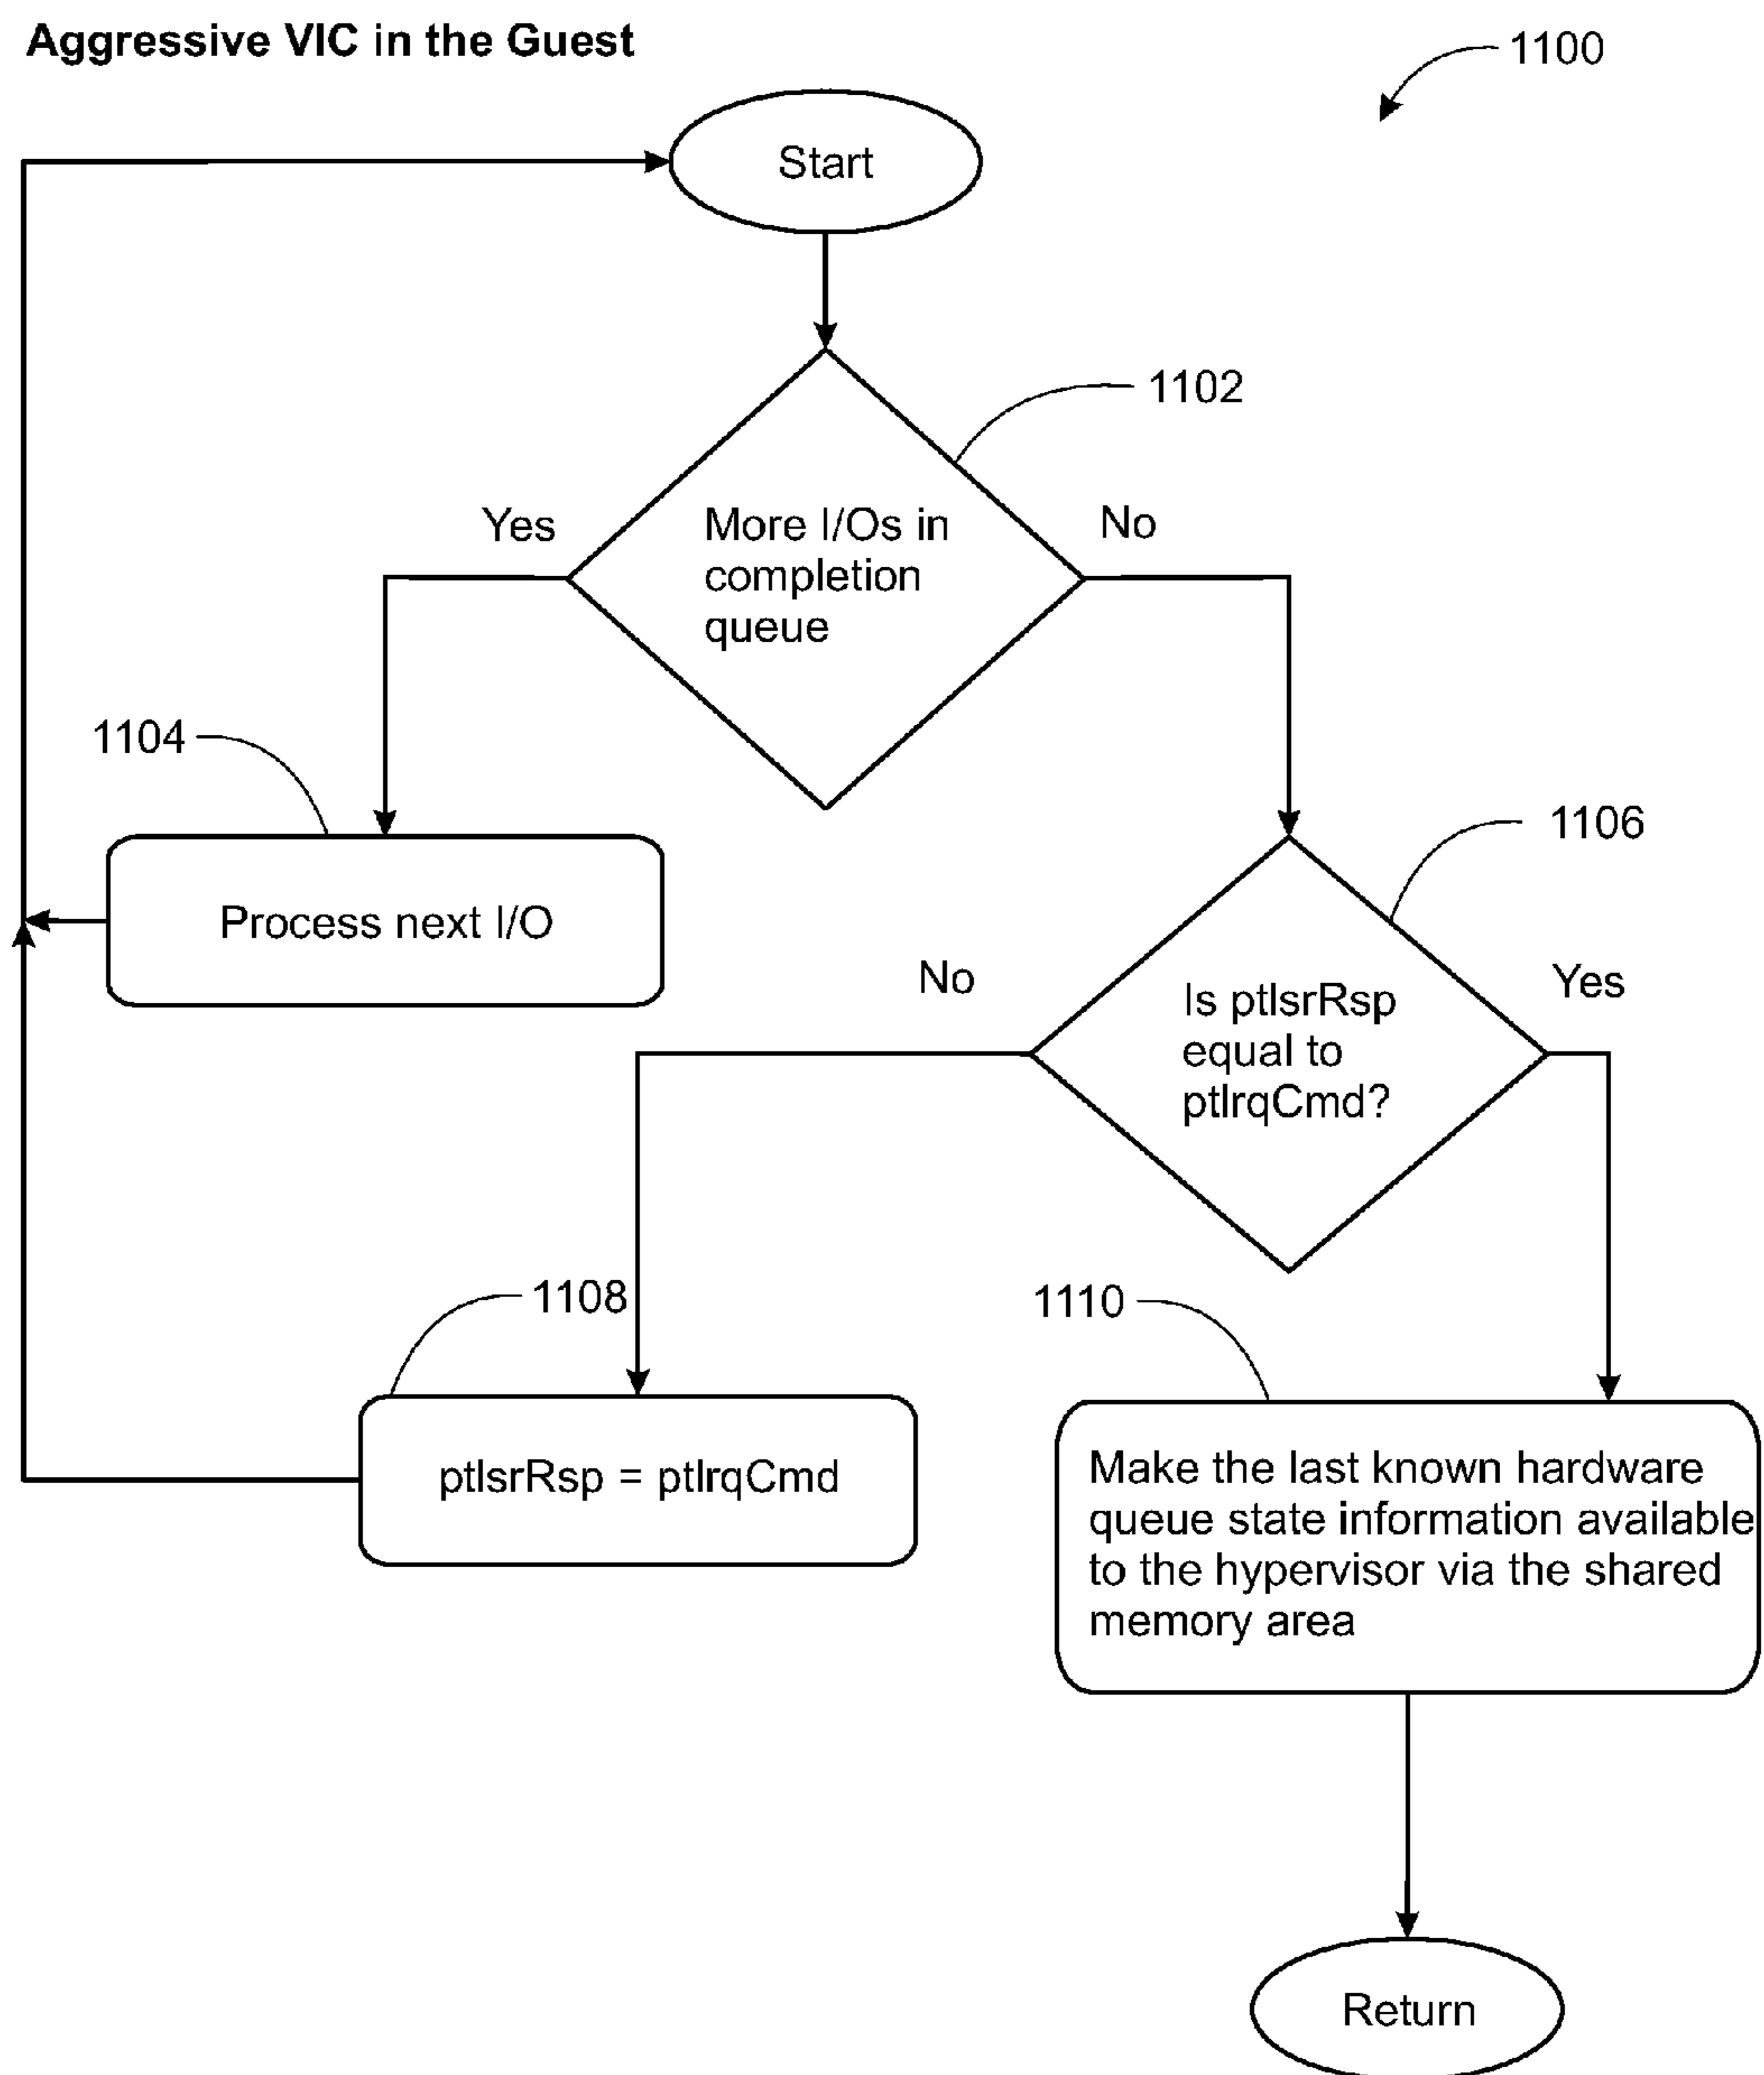 Aggressive VIC in the Guest
1100
Start
1102
Yes
More I/Os in
completion
queue
No
1104
Process next I/O
1106
No
Is ptIsrRsp
equal to
ptIrqCmd?
Yes
1108
ptIsrRsp = ptIrqCmd
1110
Make the last known hardware
queue state information available
to the hypervisor via the shared
memory area
Return